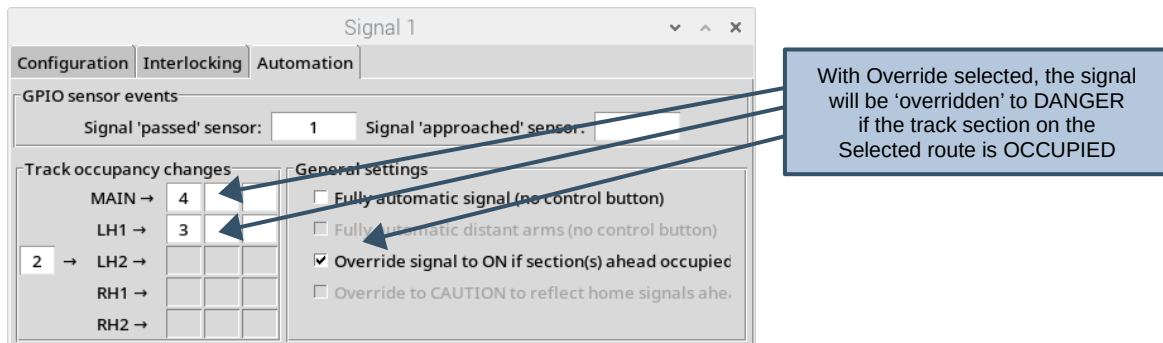 Signal 1
Configuration Interlocking Automation
GPIO sensor events
Signal 'passed' sensor: 1 Signal 'approached' sensor:
Track occupancy changes
MAIN → 4
LH1 → 3
2 → LH2 →
RH1 →
RH2 →
General settings
Fully automatic signal (no control button)
Fully automatic distant arms (no control button)
Override signal to ON if section(s) ahead occupied
Override to CAUTION to reflect home signals ahe
With Override selected, the signal
will be ‘overridden’ to DANGER
if the track section on the
Selected route is OCCUPIED